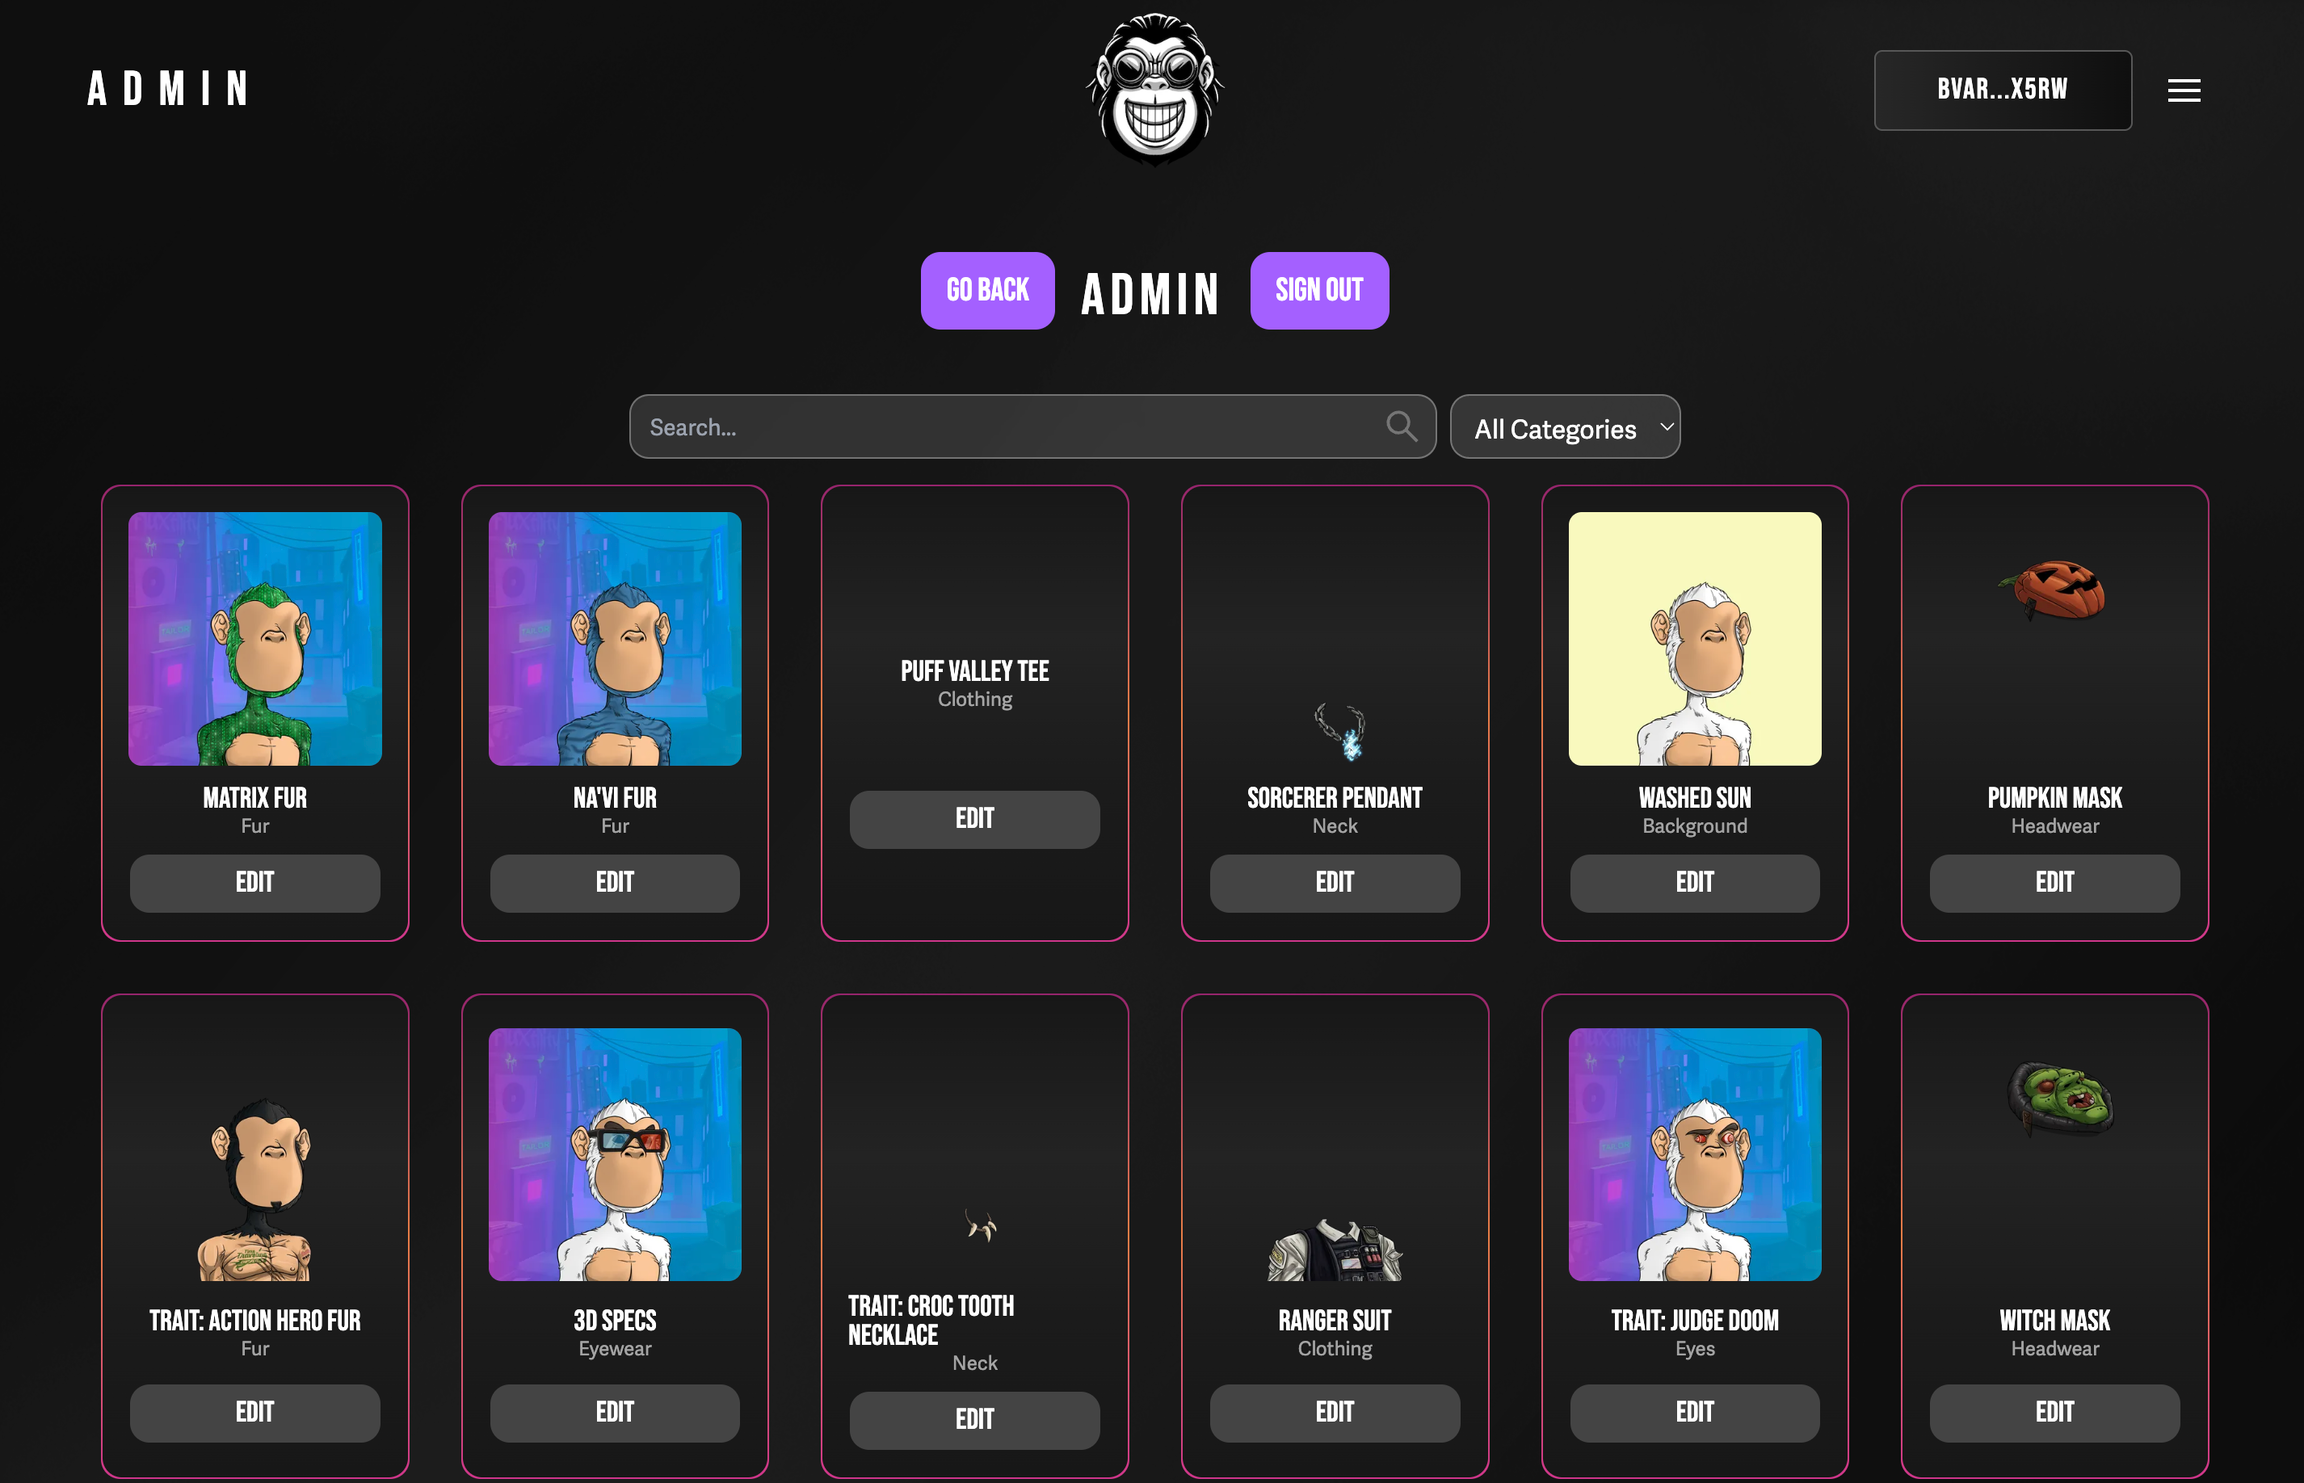 ADMIN
BVAR...X5RW
GO BACK
ADMIN
SIGN OUT
Search...
All Categories
MATRIX FUR
Fur
EDIT
NA'VI FUR
Fur
EDIT
PUFF VALLEY TEE
Clothing
EDIT
SORCERER PENDANT
Neck
EDIT
WASHED SUN
Background
EDIT
PUMPKIN MASK
Headwear
EDIT
TRAIT: ACTION HERO FUR
Fur
EDIT
3D SPECS
Eyewear
EDIT
TRAIT: CROC TOOTH
NECKLACE
Neck
EDIT
RANGER SUIT
Clothing
EDIT
TRAIT: JUDGE DOOM
Eyes
EDIT
WITCH MASK
Headwear
EDIT